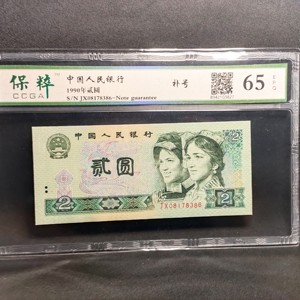 保粹
CCGA
中国人民银行
1990年贰圆
S/N JX08178386-Note guarantee
补号
65 EPQ
中国人民银行
贰圆
2
2
JX08178386